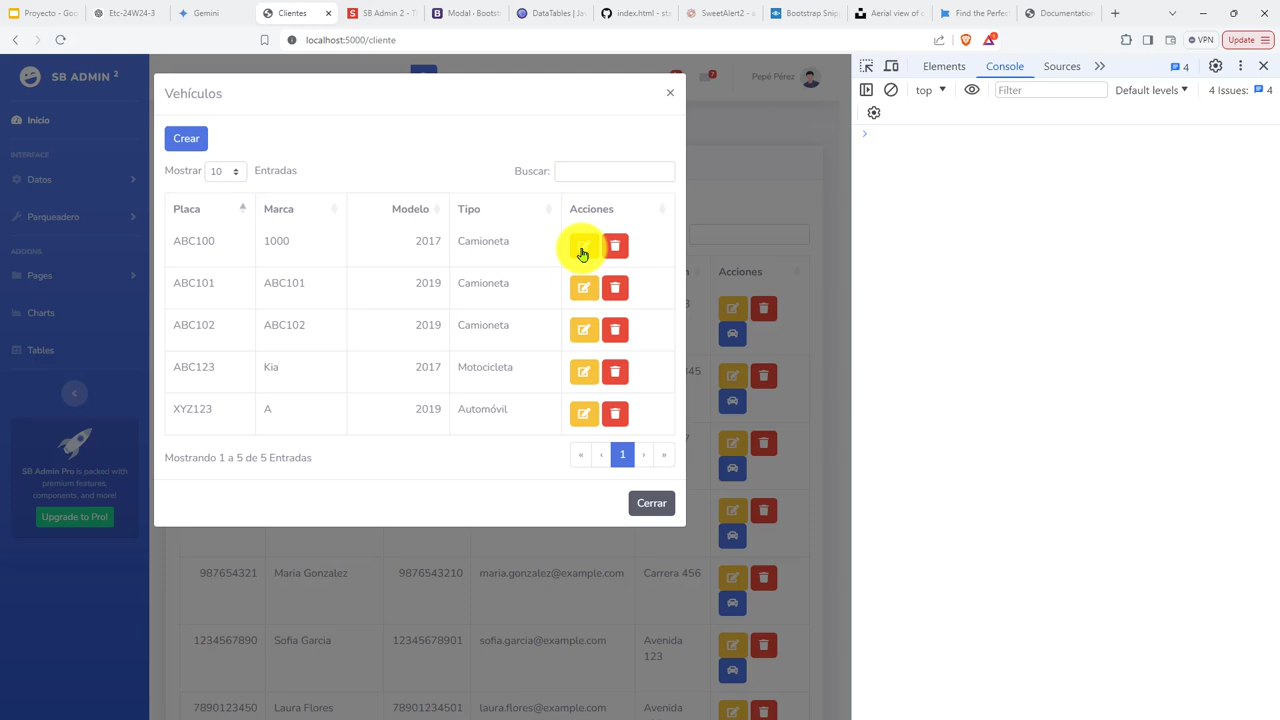 Proyecto - Goo
Etc-24W24-3
Gemini
Clientes
SB Admin 2 - Ti
Modal · Bootst
DataTables | Ja
index.html - st
SweetAlert2 - a
Bootstrap Snip
Aerial view of c
Find the Perfec
Documentation
localhost:5000/cliente
VPN
Update
SB ADMIN 2
Inicio
INTERFACE
Datos
Parqueadero
ADDONS
Pages
Charts
Tables
SB Admin Pro is packed with
premium features,
components, and more!
Upgrade to Pro!
7
Pepé Pérez
Vehículos
×
Crear
Mostrar 10 Entradas
Buscar:
Placa Marca Modelo Tipo Acciones
ABC100 1000 2017 Camioneta
ABC101 ABC101 2019 Camioneta
ABC102 ABC102 2019 Camioneta
ABC123 Kia 2017 Motocicleta
XYZ123 A 2019 Automóvil
Mostrando 1 a 5 de 5 Entradas
« ‹ 1 › »
Cerrar
Acciones
987654321 Maria Gonzalez 9876543210 maria.gonzalez@example.com Carrera 456
1234567890 Sofia Garcia 12345678901 sofia.garcia@example.com Avenida
123
7890123450 Laura Flores 78901234501 laura.flores@example.com Avenida
Elements
Console
Sources
4
top
Filter
Default levels
4 Issues: 4